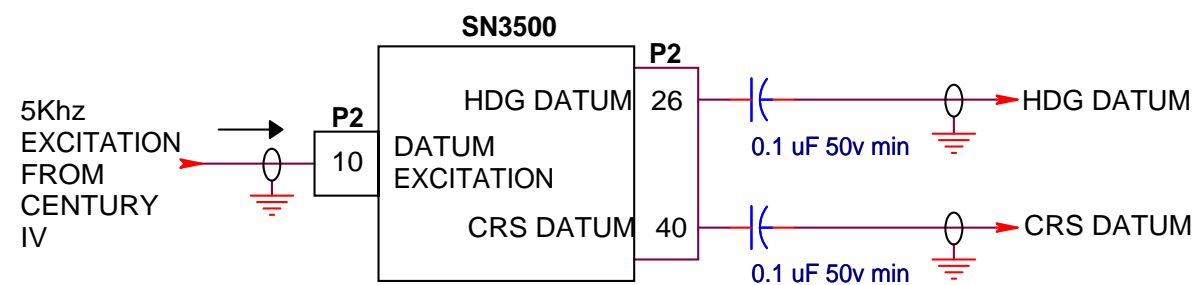 SN3500
P2
HDG DATUM 26
HDG DATUM
5Khz
EXCITATION
FROM
CENTURY
IV
P2
10
DATUM
EXCITATION
0.1 uF 50v min
CRS DATUM 40
CRS DATUM
0.1 uF 50v min